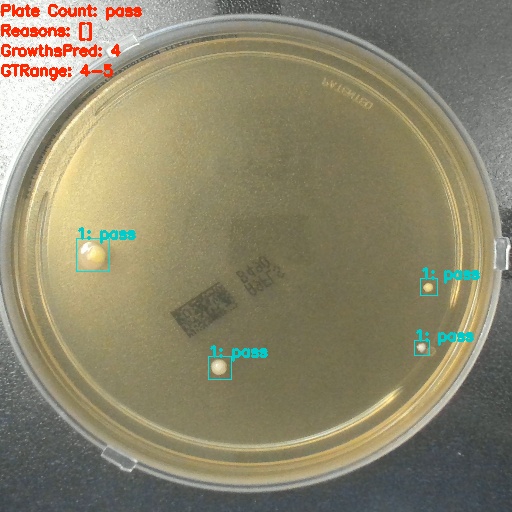 Plate Count: pass
Reasons: []
GrowthsPred: 4
GTRange: 4-5
1: pass
1: pass
1: pass
1: pass